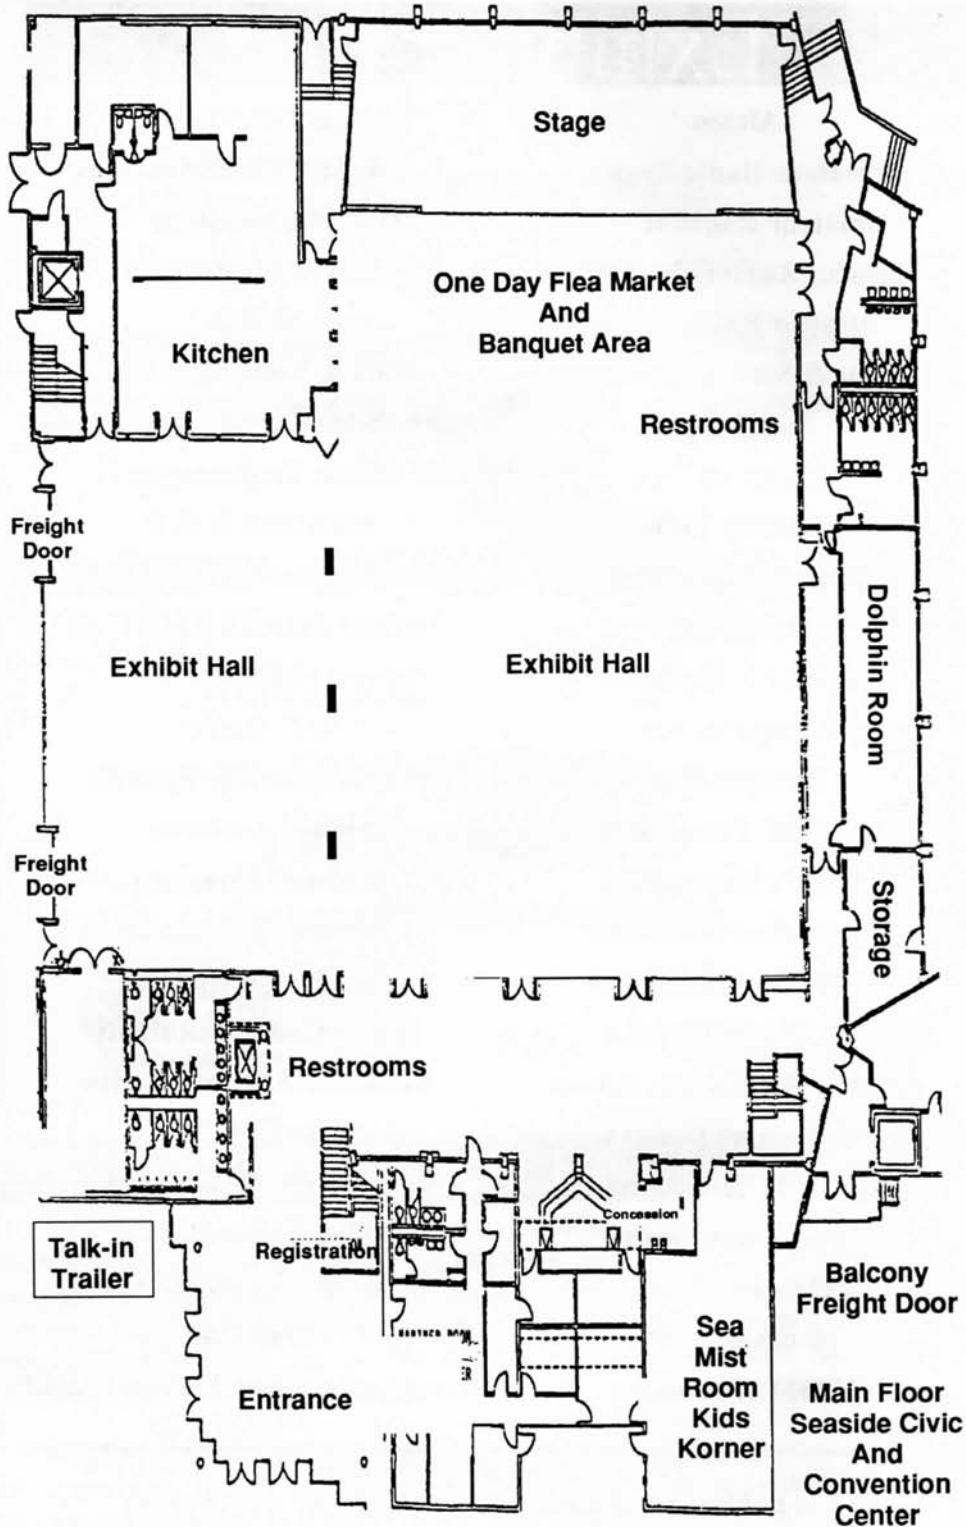 Stage
One Day Flea Market
And
Banquet Area
Kitchen
Restrooms
Freight
Door
Dolphin Room
Exhibit Hall
Exhibit Hall
Freight
Door
Storage
Restrooms
Concession
Registration
Talk-in
Trailer
Balcony
Freight Door
Sea
Mist
Room
Kids
Korner
Entrance
Main Floor
Seaside Civic
And
Convention
Center